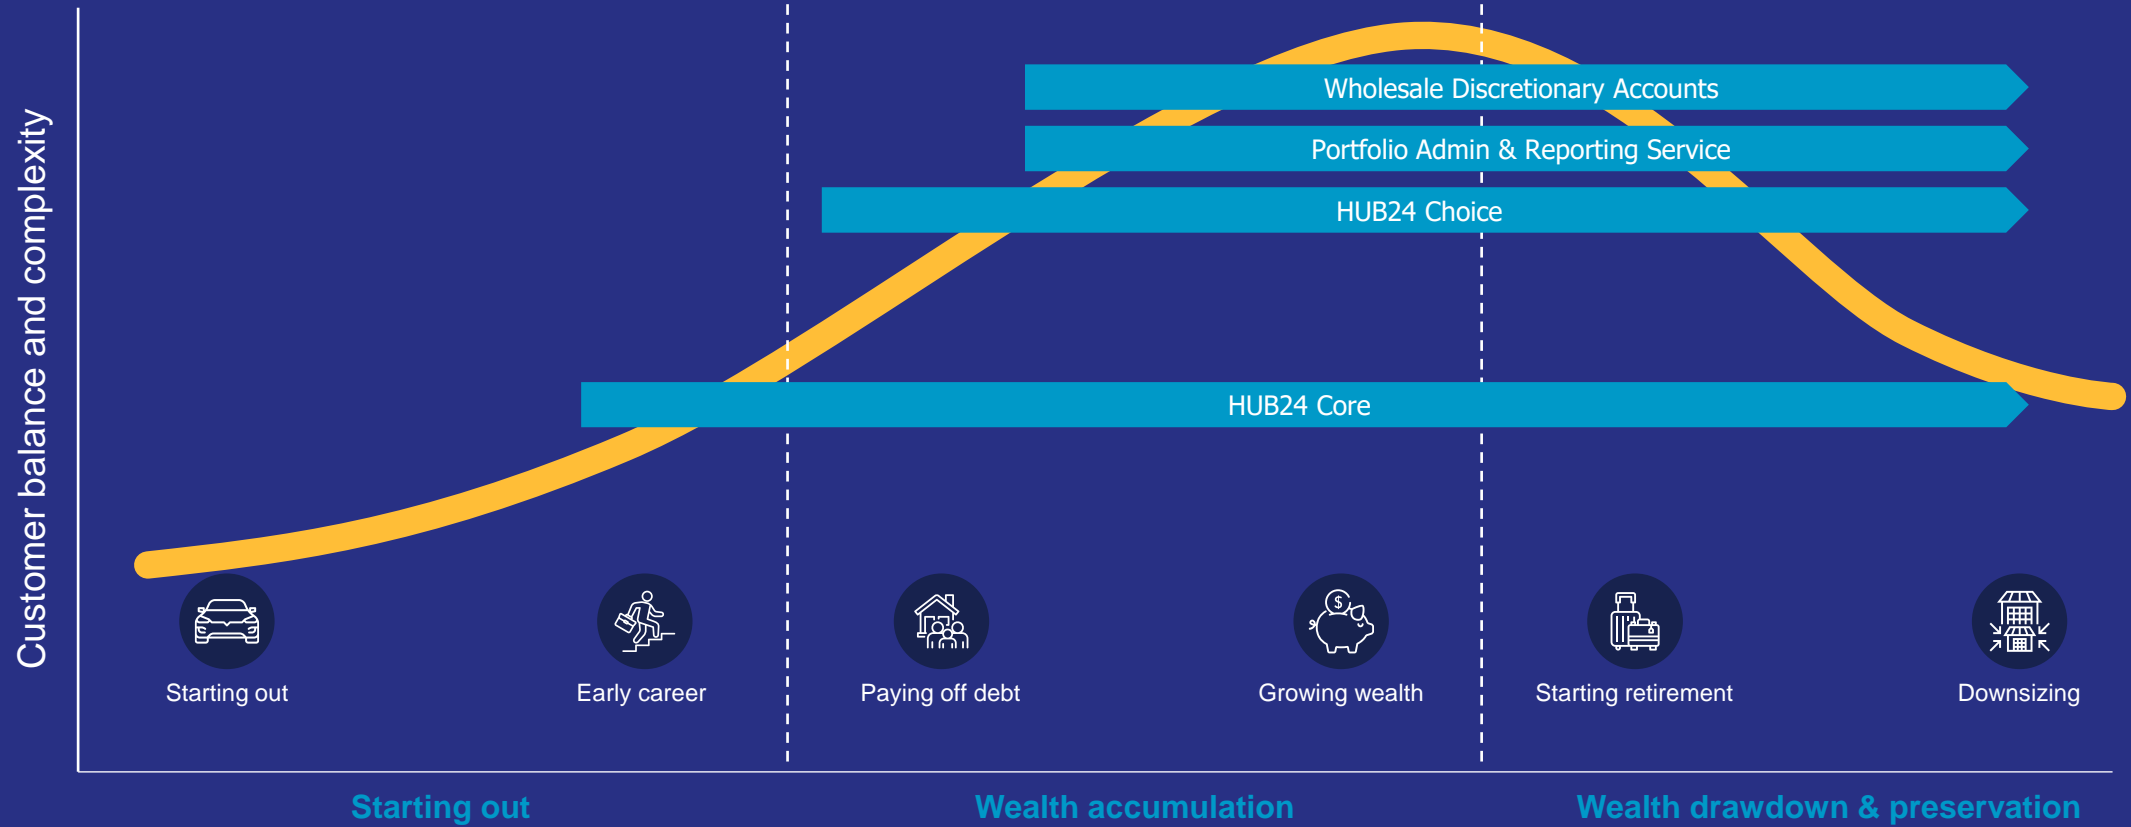 Customer balance and complexity
Wholesale Discretionary Accounts
Portfolio Admin & Reporting Service
HUB24 Choice
HUB24 Core
$
Starting out
Early career
Paying off debt
Growing wealth
Starting retirement
Downsizing
Starting out
Wealth accumulation
Wealth drawdown & preservation